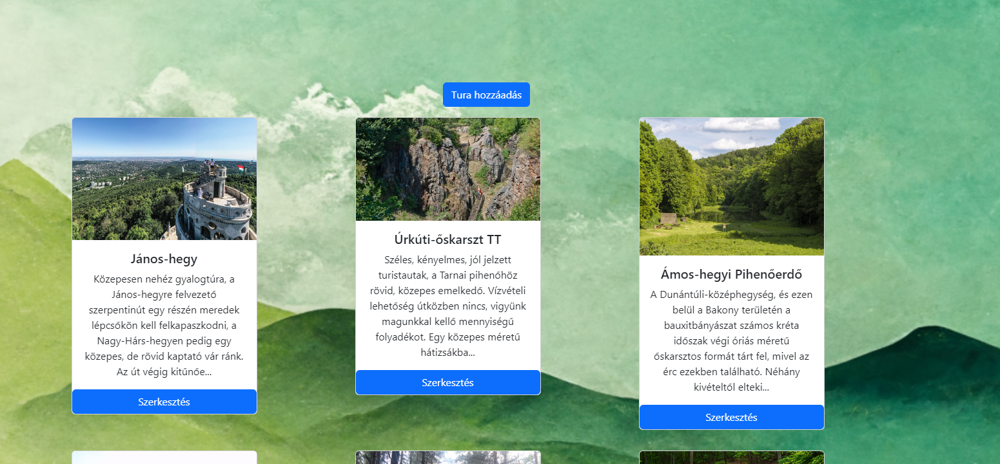 Tura hozzáadás
János-hegy
Közepesen nehéz gyalogtúra, a
János-hegyre felvezető
szerpentinút egy részén meredek
lépcsőkön kell felkapaszkodni, a
Nagy-Hárs-hegyen pedig egy
közepes, de rövid kaptató vár ránk.
Az út végig kitűnőe...
Szerkesztés
Úrkúti-őskarszt TT
Széles, kényelmes, jól jelzett
turistautak, a Tarnai pihenőhöz
rövid, közepes emelkedő. Vízvételi
lehetőség útközben nincs, vigyünk
magunkkal kellő mennyiségű
folyadékot. Egy közepes méretű
hátizsákba...
Szerkesztés
Ámos-hegyi Pihenőerdő
A Dunántúli-középhegység, és ezen
belül a Bakony területén a
bauxitbányászat számos kréta
időszak végi óriás méretű
őskarsztos formát tárt fel, mivel az
érc ezekben található. Néhány
kivételtől elteki...
Szerkesztés